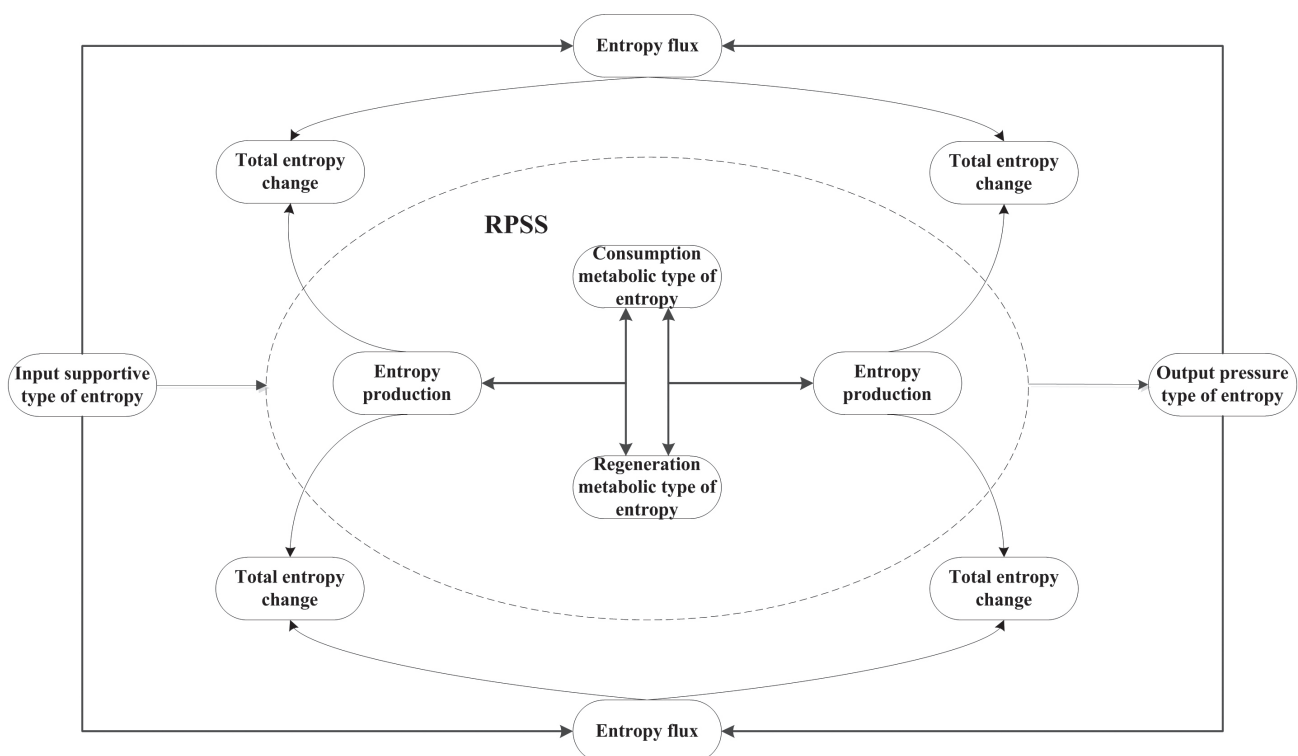 Entropy flux
Total entropy
change
Total entropy
change
RPSS
Consumption
metabolic type of
entropy
Input supportive
type of entropy
Entropy
production
Entropy
production
Output pressure
type of entropy
Regeneration
metabolic type of
entropy
Total entropy
change
Total entropy
change
Entropy flux